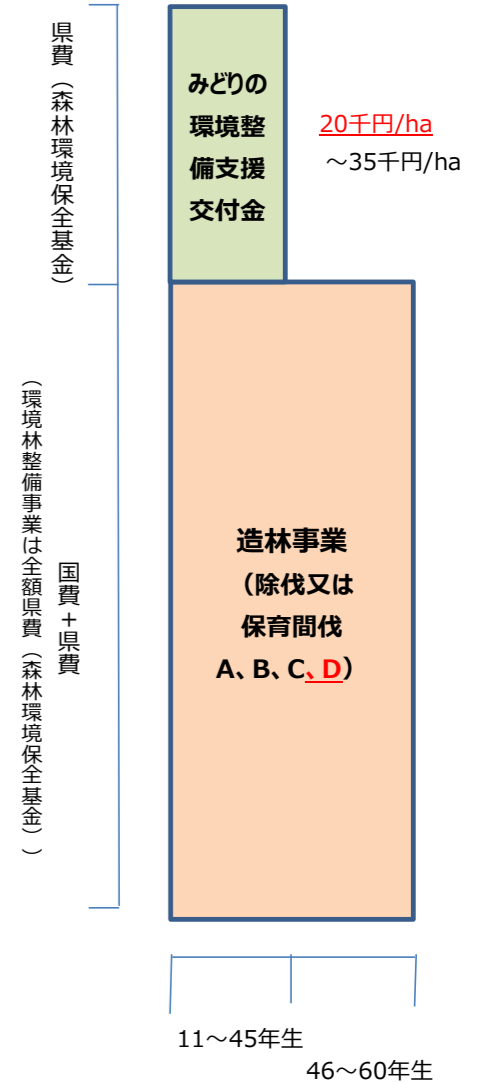 県費（森林環境保全基金）
みどりの
環境整
備支援
交付金
20千円/ha
～35千円/ha
（環境林整備事業は全額県費（森林環境保全基金））
国費＋県費
造林事業
（除伐又は
保育間伐
A、B、C、D）
11～45年生
46～60年生